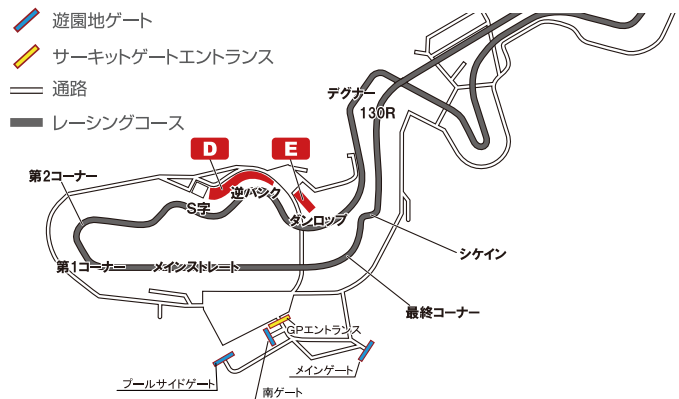 遊園地ゲート
サーキットゲートエントランス
通路
レーシングコース
デグナー
130R
D
E
第2コーナー
逆バンク
S字
ダンロップ
シケイン
第1コーナー
メインストレート
最終コーナー
GPエントランス
メインゲート
プールサイドゲート
南ゲート